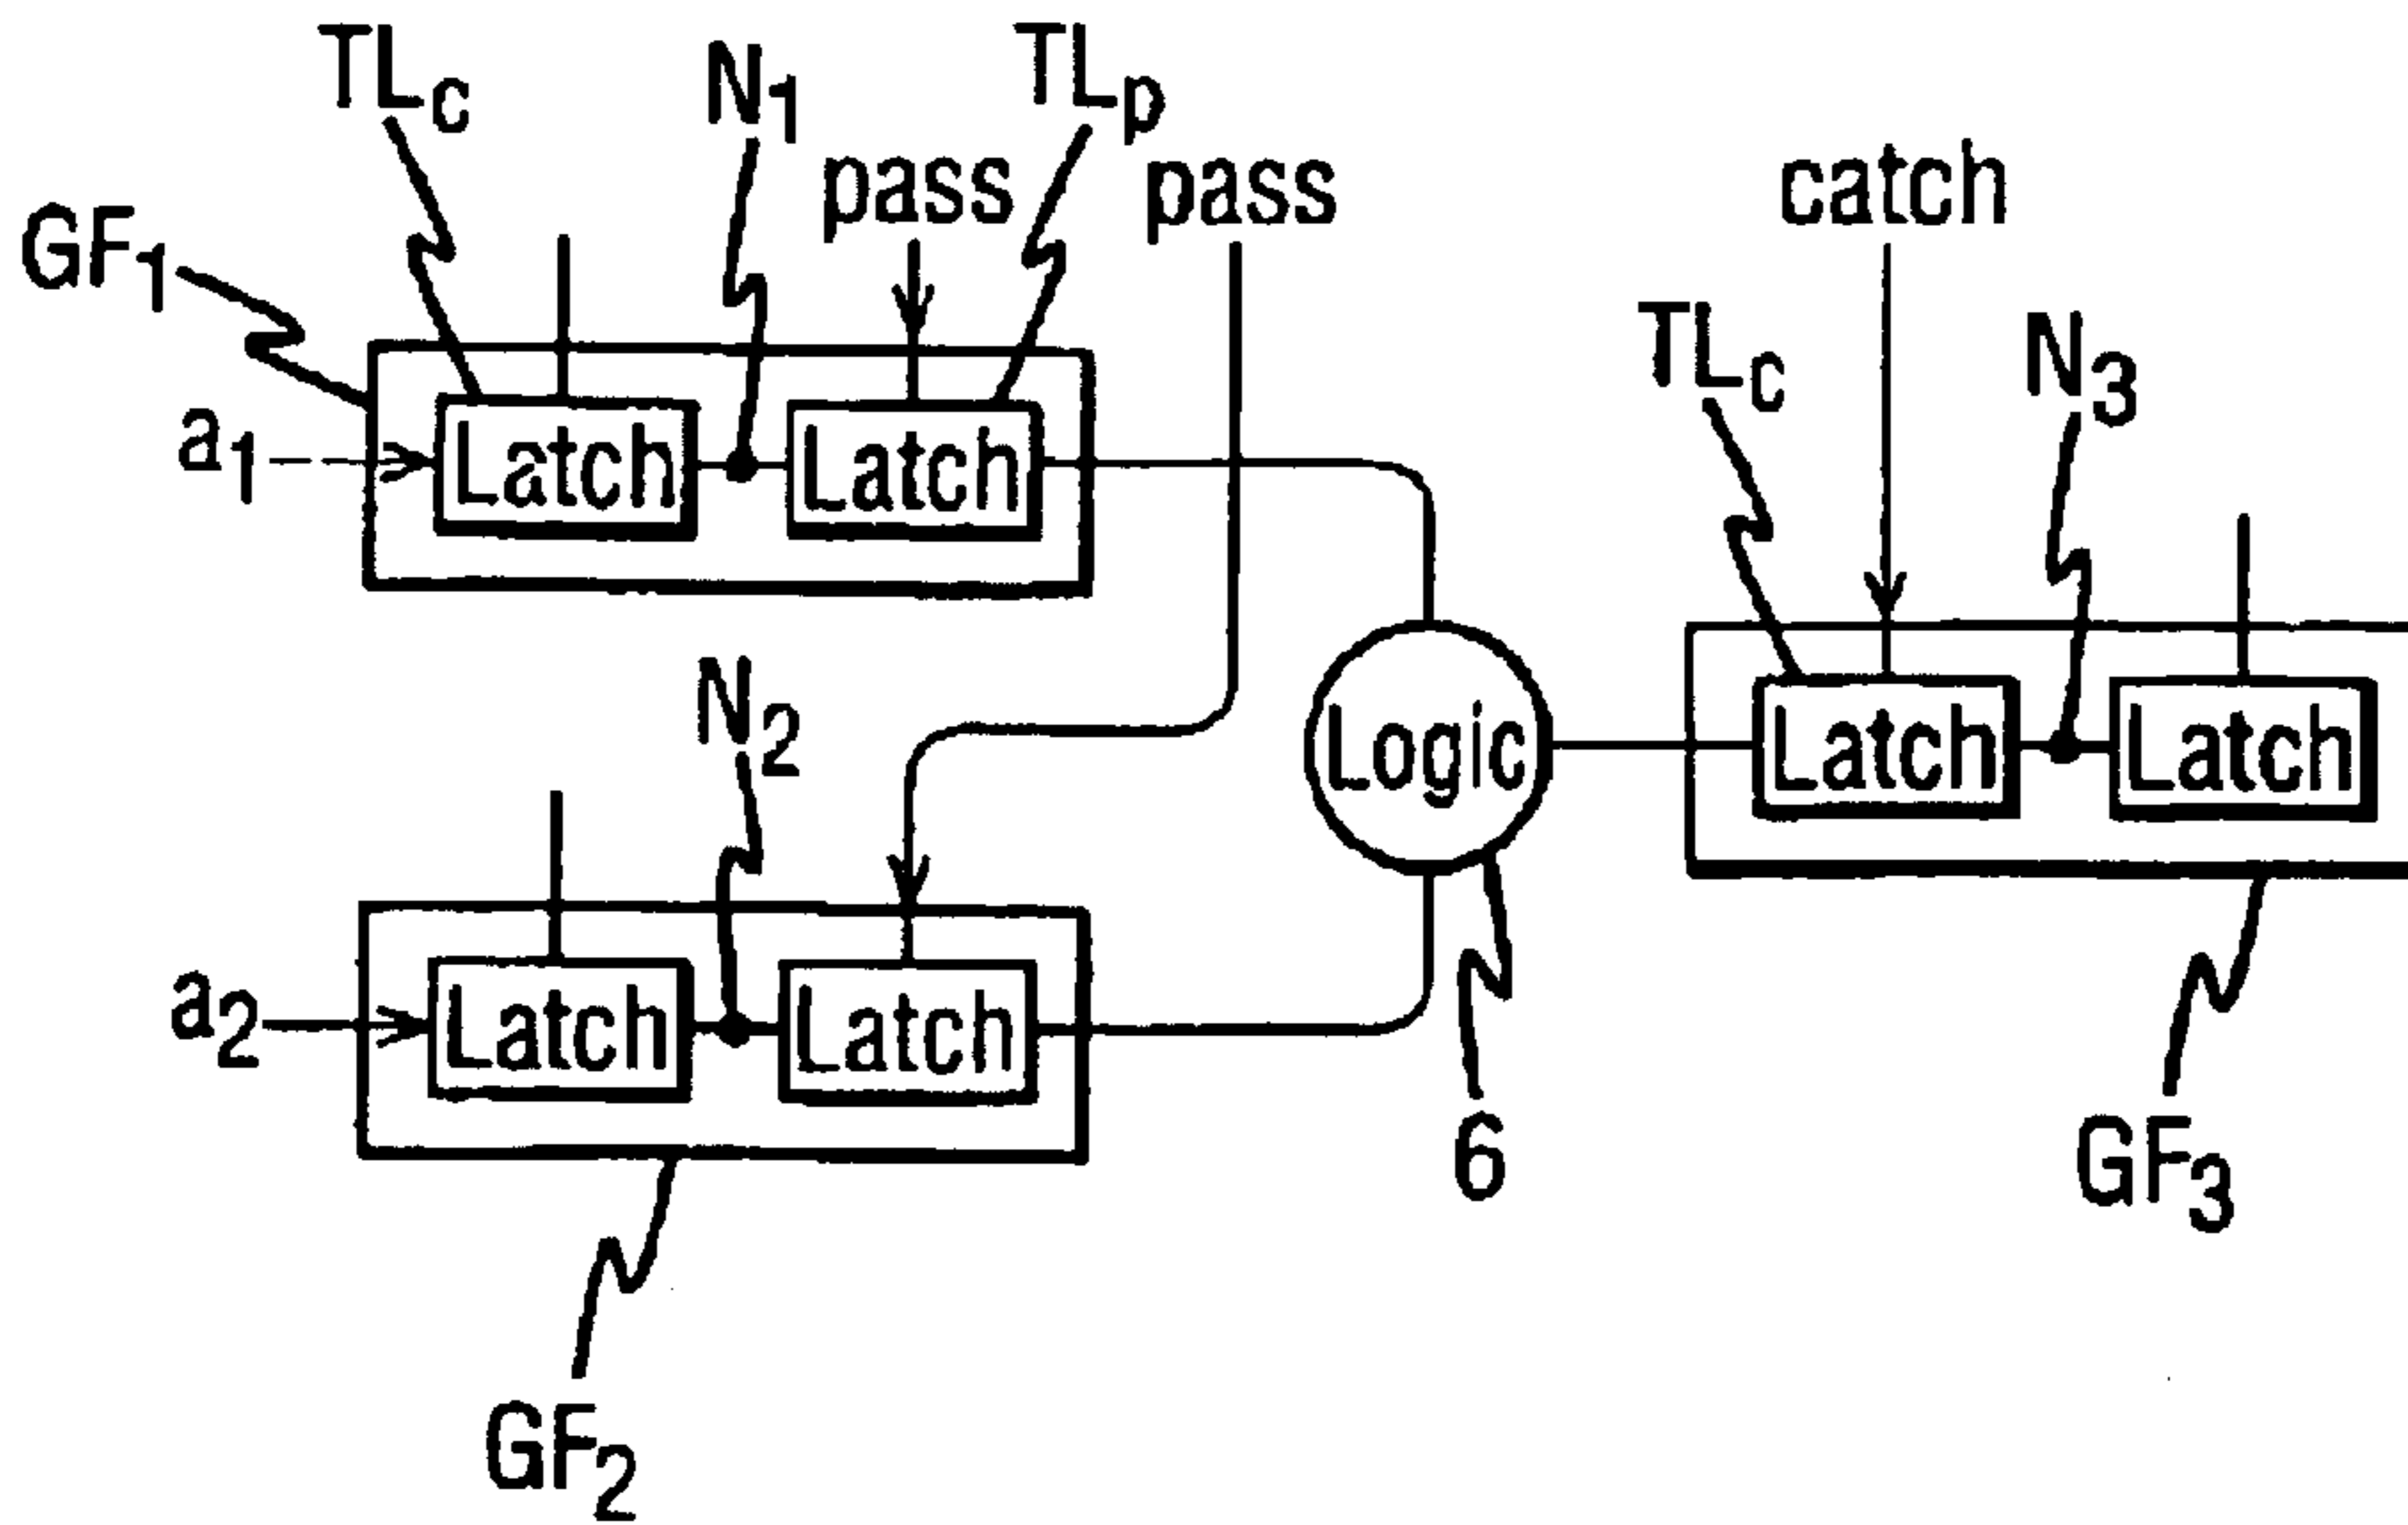 TLc N1 TLp
pass pass catch
GF1
TLc N3
a1 Latch Latch
N2
Logic Latch Latch
a2 Latch Latch
6
GF3
GF2